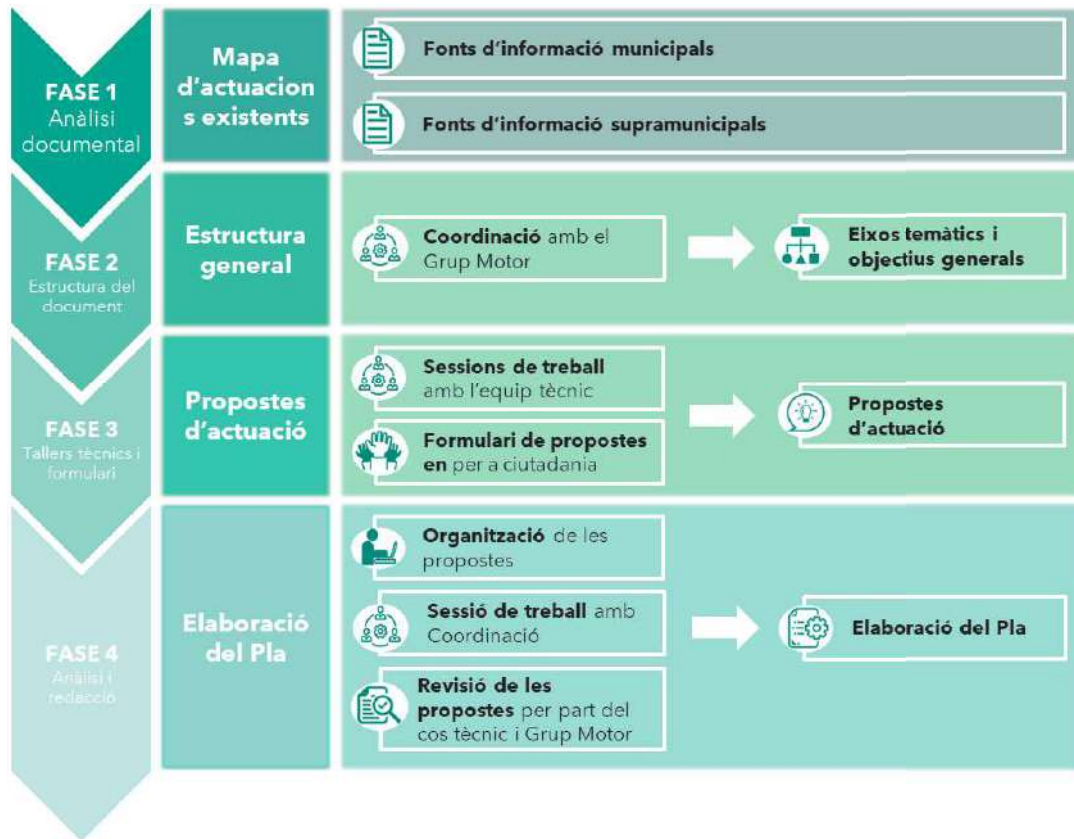 FASE 1
Anàlisi
documental
Mapa
d'actuacion
s existents
Fonts d'informació municipals
Fonts d'informació supramunicipals
FASE 2
Estructura del
document
Estructura
general
Coordinació amb el
Grup Motor
Eixos temàtics i
objectius generals
FASE 3
Tallers tècnics i
formulari
Propostes
d'actuació
Sessions de treball
amb l'equip tècnic
Formulari de propostes
en per a ciutadania
Propostes
d'actuació
FASE 4
Anàlisi i
redacció
Elaboració
del Pla
Organització de les
propostes
Sessió de treball amb
Coordinació
Revisió de les
propostes per part del
cos tècnic i Grup Motor
Elaboració del Pla